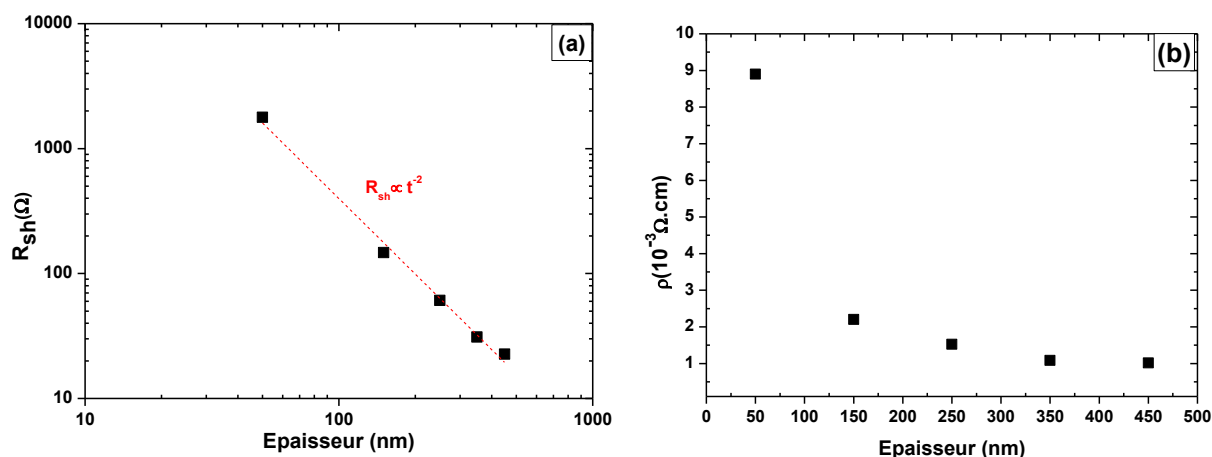 (a)
10000
1000
100
10
R_sh(Ω)
R_sh ∝ t^-2
10
100
1000
Epaisseur (nm)
(b)
10
9
8
7
6
5
4
3
2
1
ρ(10^-3Ω.cm)
0 50 100 150 200 250 300 350 400 450 500
Epaisseur (nm)